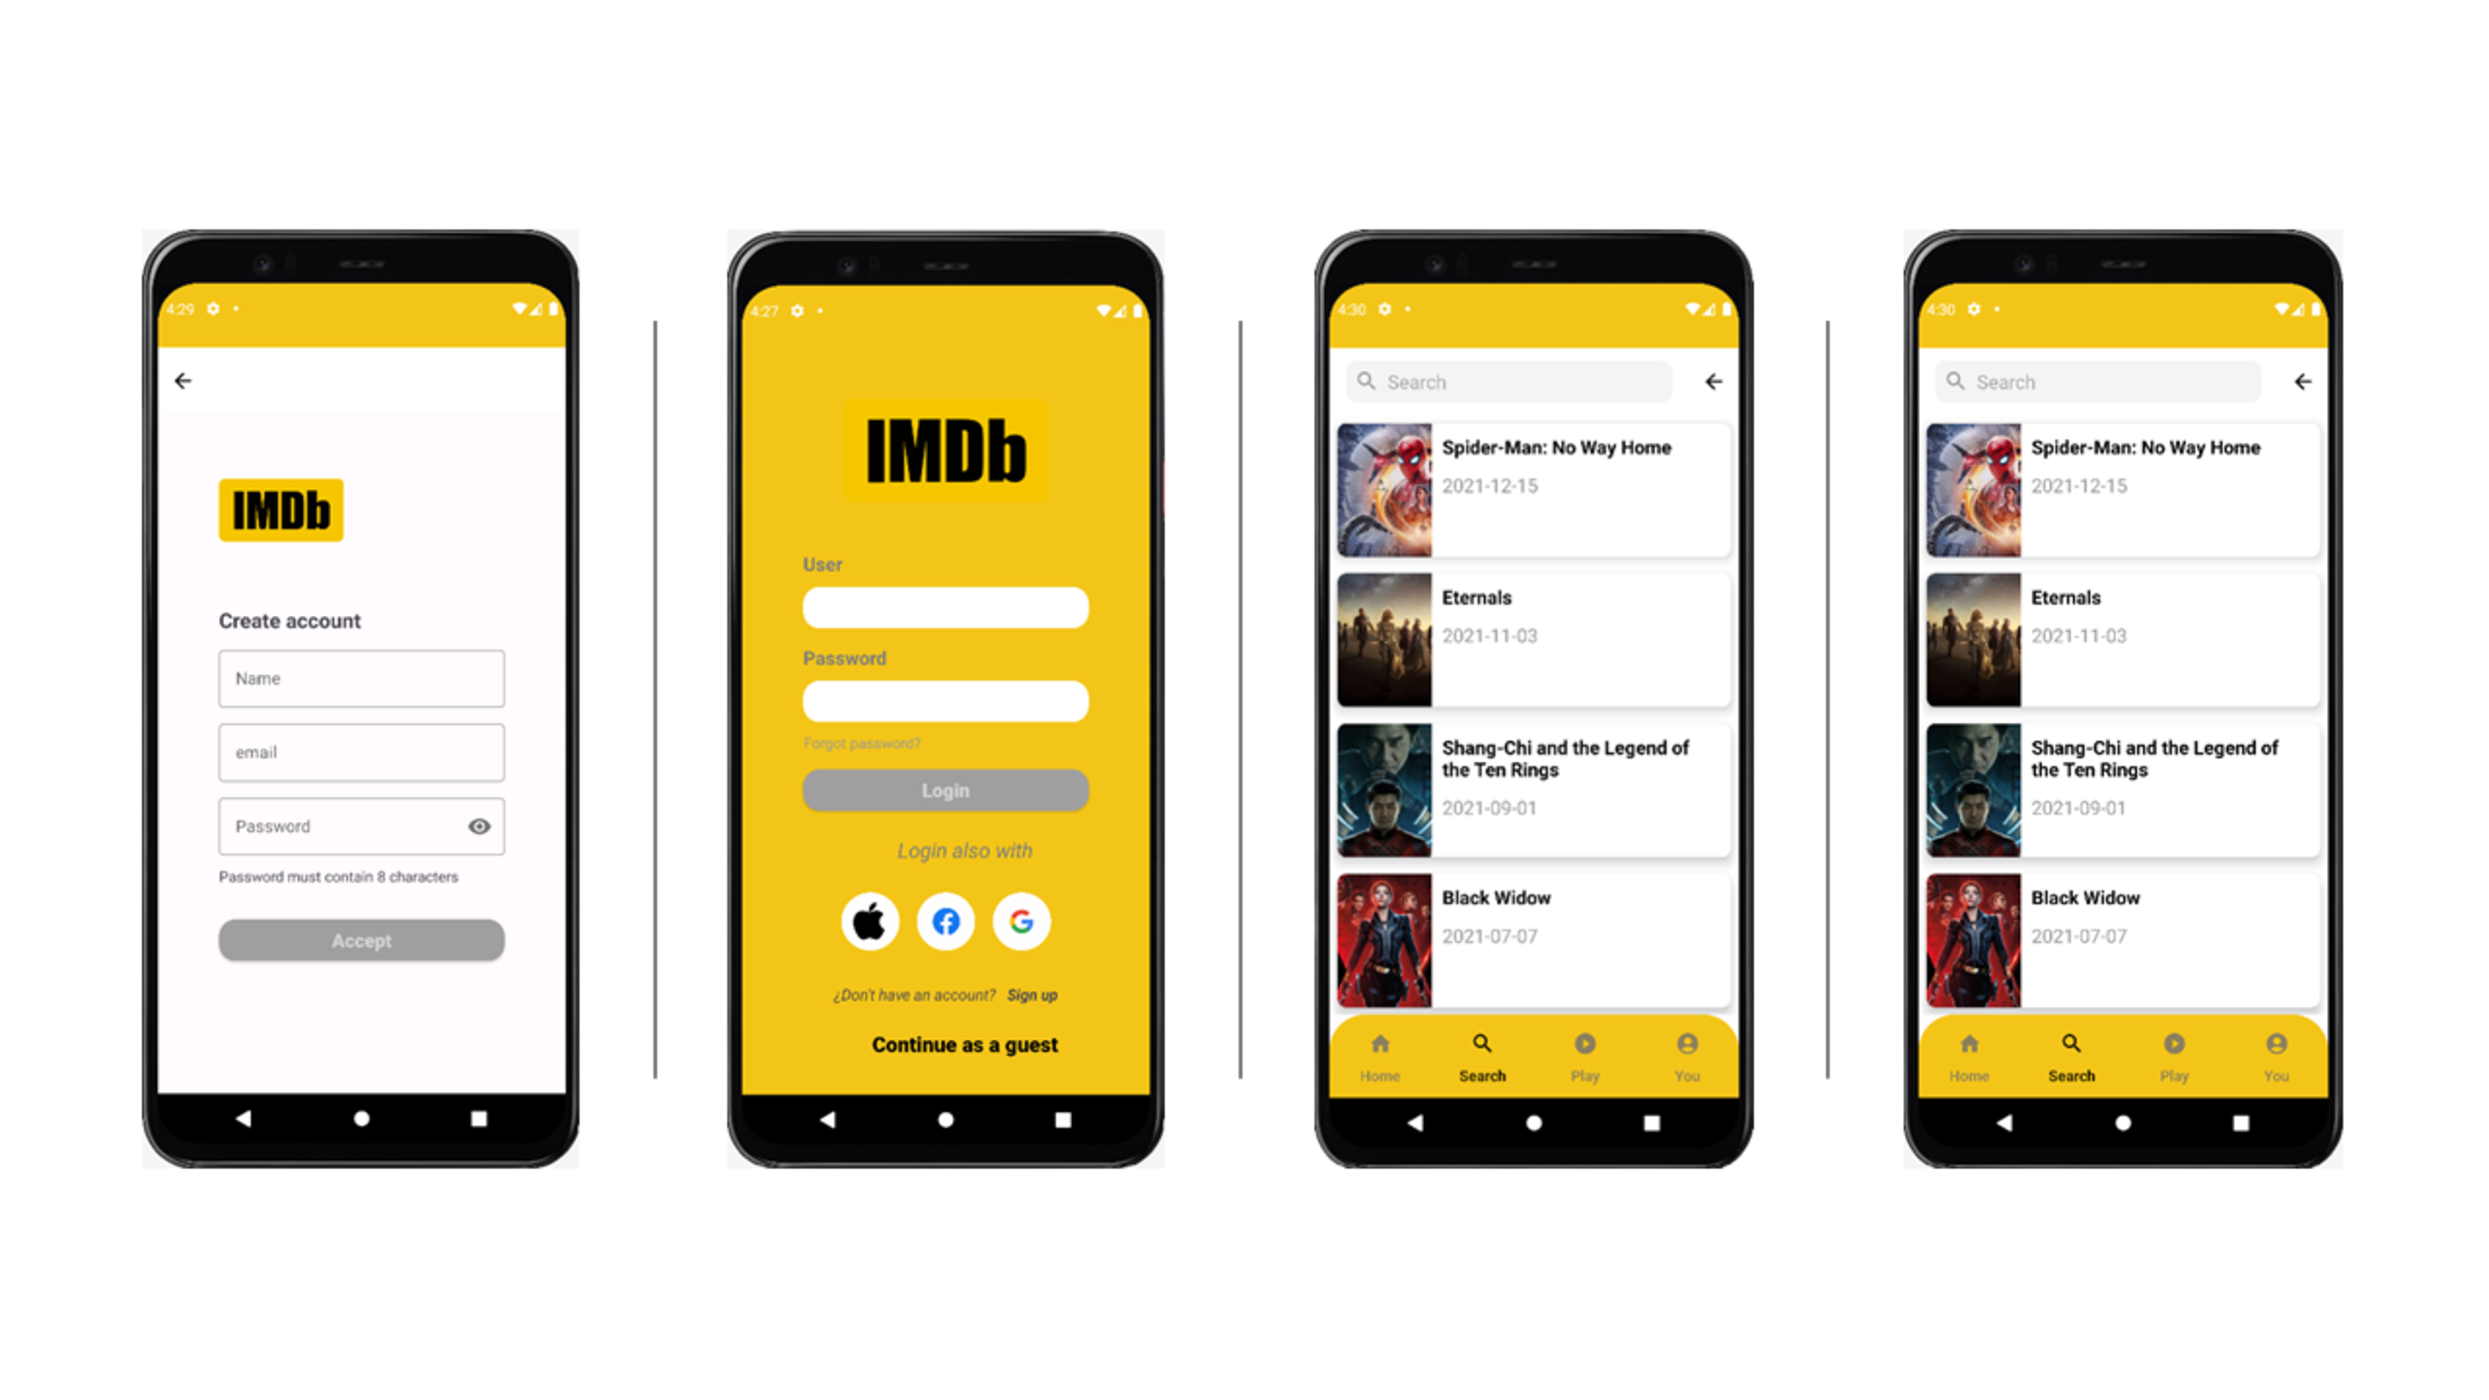 4:29
IMDb
Create account
Name
email
Password
Password must contain 8 characters
Accept
4:27
IMDb
User
Password
Forgot password?
Login
Login also with
¿Don't have an account? Sign up
Continue as a guest
4:30
Search
Spider-Man: No Way Home
2021-12-15
Eternals
2021-11-03
Shang-Chi and the Legend of
the Ten Rings
2021-09-01
Black Widow
2021-07-07
Home Search Play You
4:30
Search
Spider-Man: No Way Home
2021-12-15
Eternals
2021-11-03
Shang-Chi and the Legend of
the Ten Rings
2021-09-01
Black Widow
2021-07-07
Home Search Play You